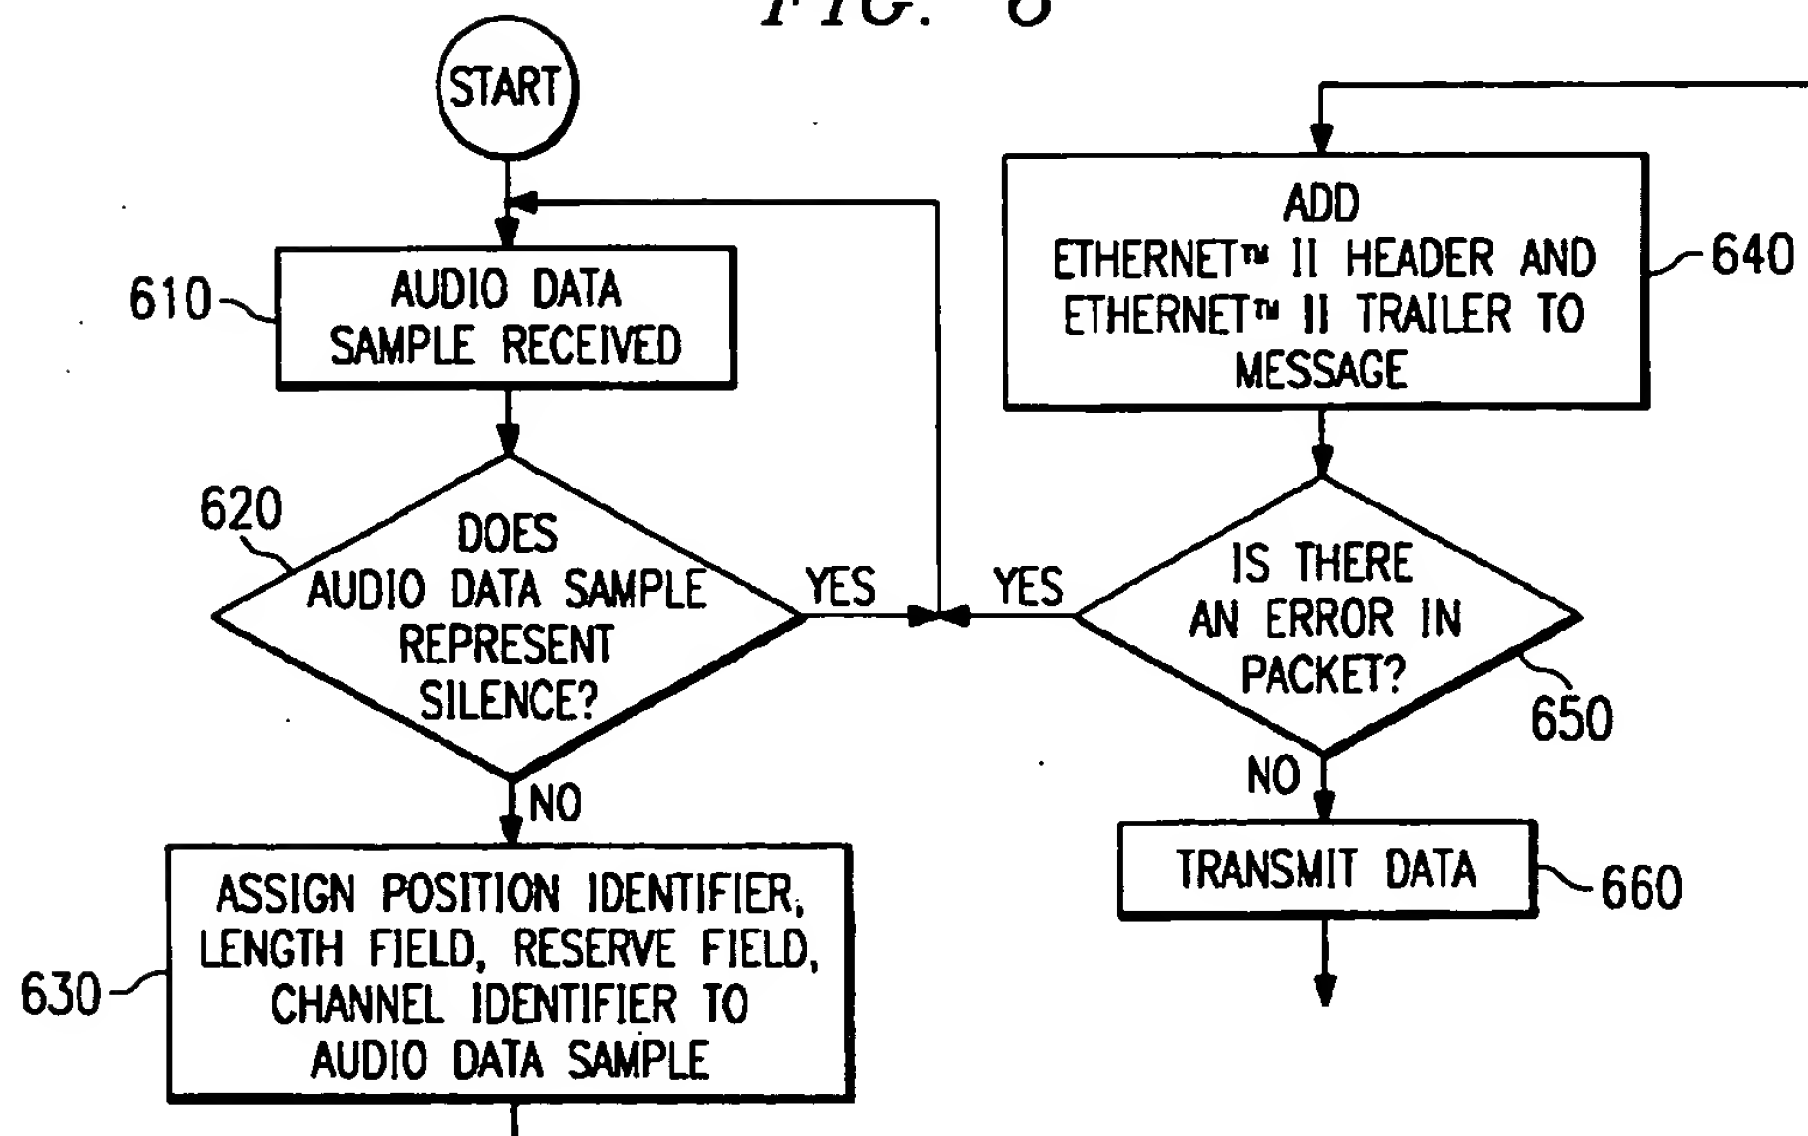 FIG. 6
START
610
AUDIO DATA
SAMPLE RECEIVED
620
DOES
AUDIO DATA SAMPLE
REPRESENT
SILENCE?
YES
NO
630
ASSIGN POSITION IDENTIFIER,
LENGTH FIELD, RESERVE FIELD,
CHANNEL IDENTIFIER TO
AUDIO DATA SAMPLE
ADD
ETHERNET™ II HEADER AND
ETHERNET™ II TRAILER TO
MESSAGE
640
YES
IS THERE
AN ERROR IN
PACKET?
650
NO
TRANSMIT DATA
660